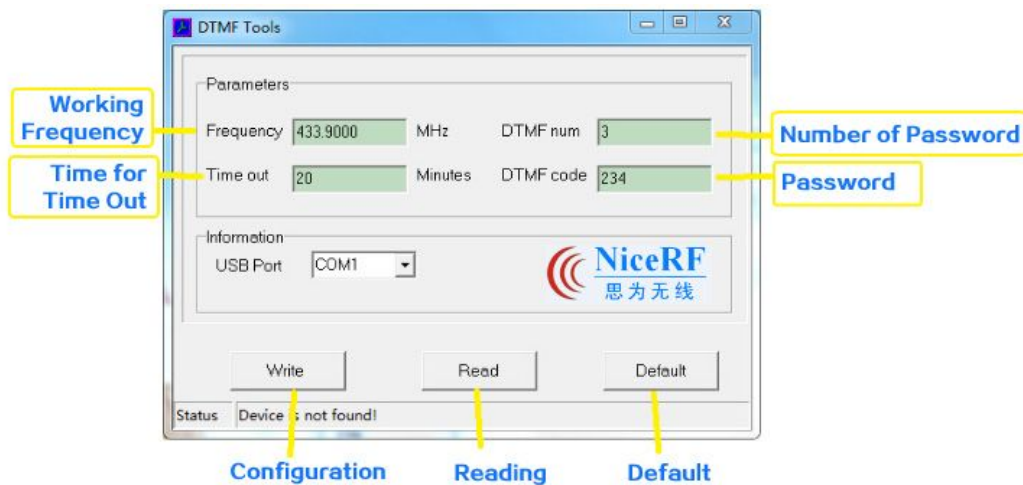 DTMF Tools
Parameters
Working
Frequency
Frequency 433.9000 MHz DTMF num 3
Number of Password
Time for
Time Out
Time out 20 Minutes DTMF code 234
Password
Information
USB Port COM1
NiceRF
思为无线
Write Read Default
Status Device is not found!
Configuration Reading Default